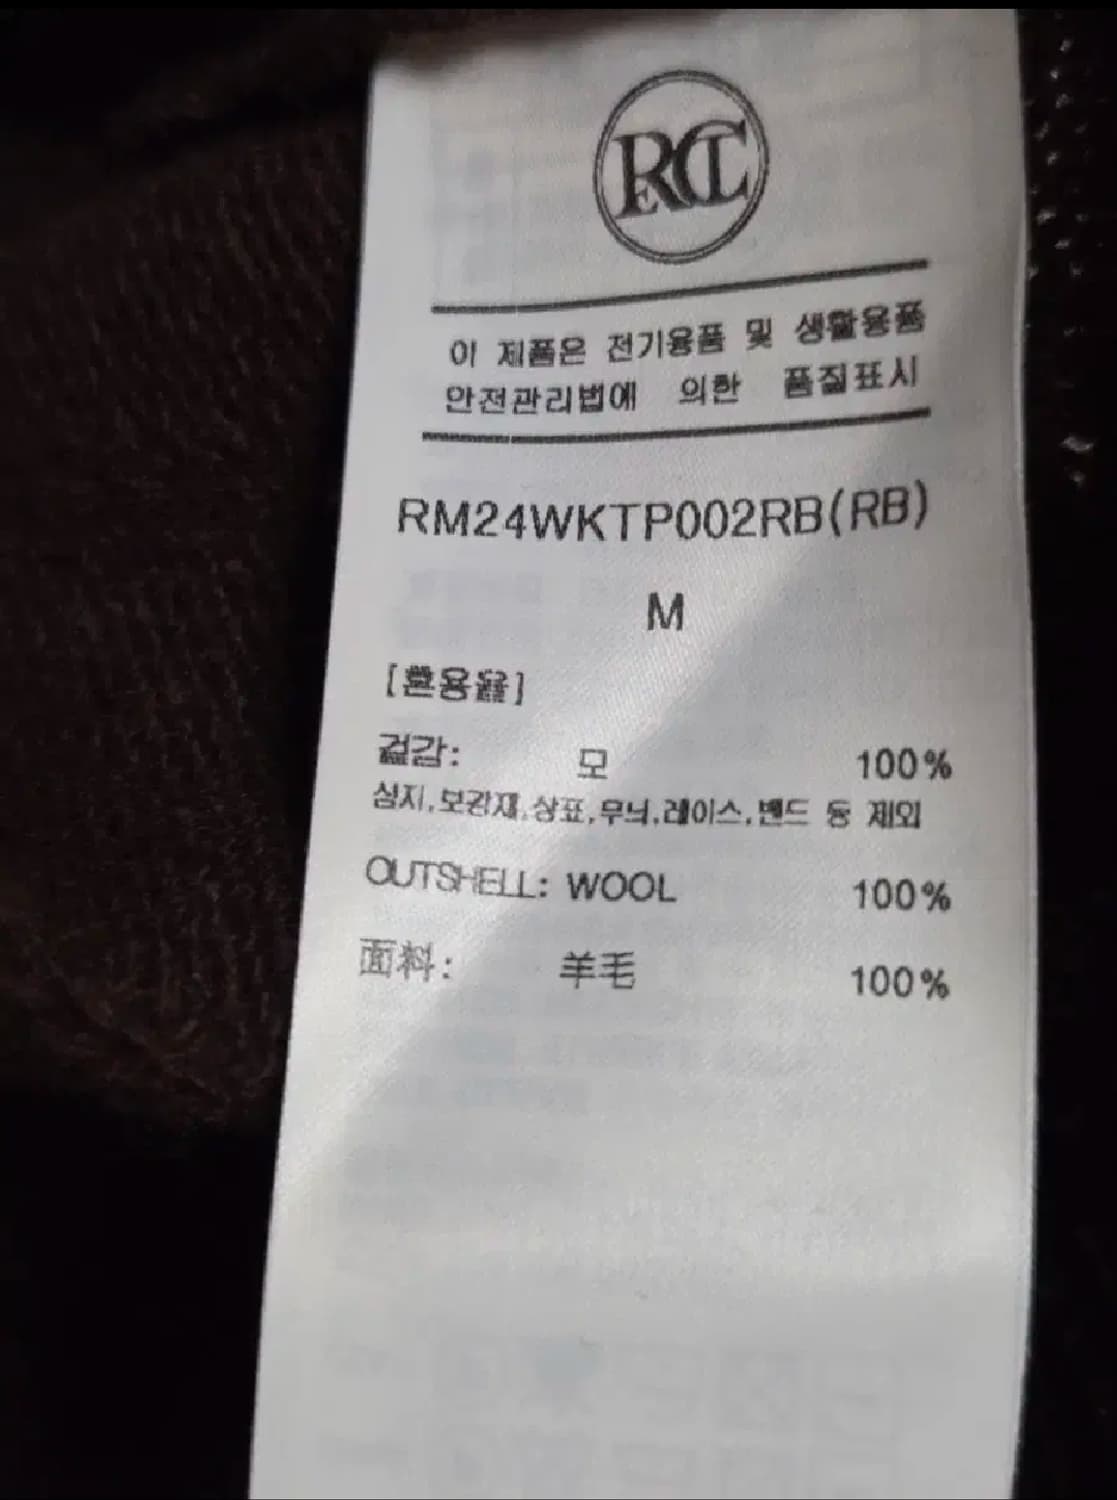 이 제품은 전기용품 및 생활용품
안전관리법에 의한 품질표시
RM24WKTP002RB(RB)
M
[혼용율]
겉감: 모 100%
심지,보강재,상표,무늬,레이스,밴드 등 제외
OUTSHELL: WOOL 100%
面料: 羊毛 100%